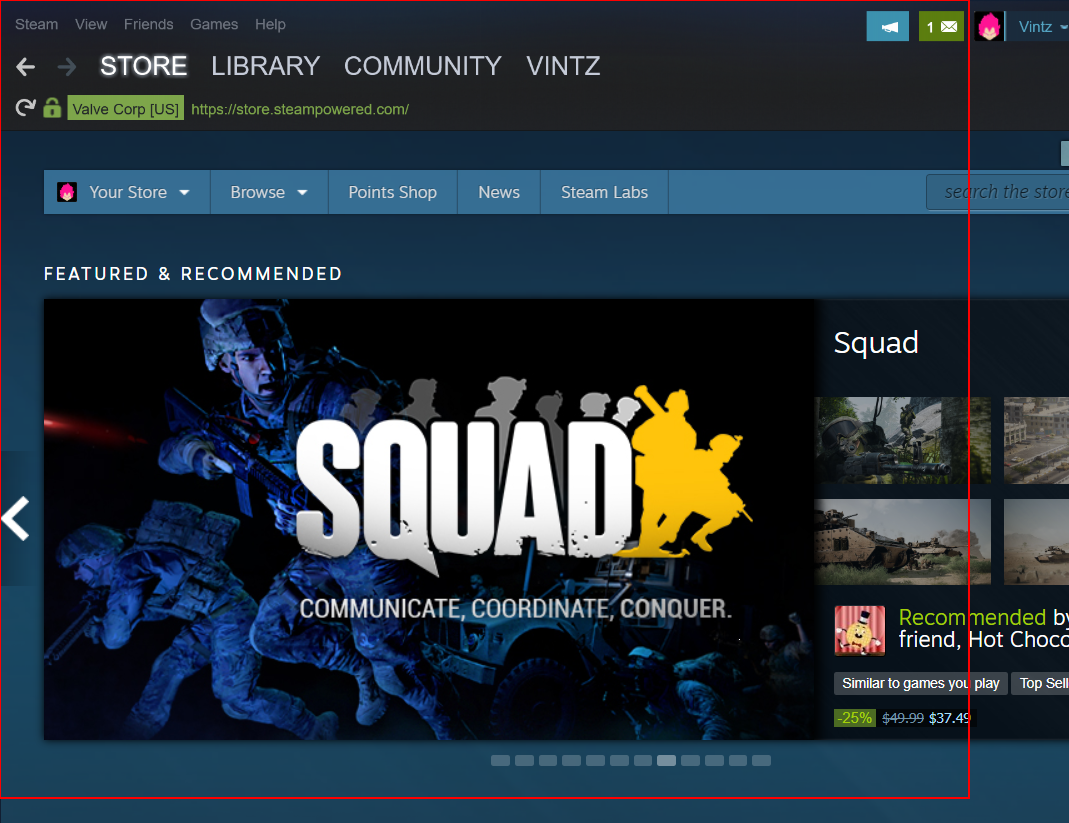 Steam View Friends Games Help
1 Vintz
STORE LIBRARY COMMUNITY VINTZ
Valve Corp [US] https://store.steampowered.com/
Your Store Browse Points Shop News Steam Labs search the store
FEATURED & RECOMMENDED
SQUAD
COMMUNICATE, COORDINATE, CONQUER.
Squad
Recommended by
friend, Hot Choco
Similar to games you play Top Sell
-25% $49.99 $37.49